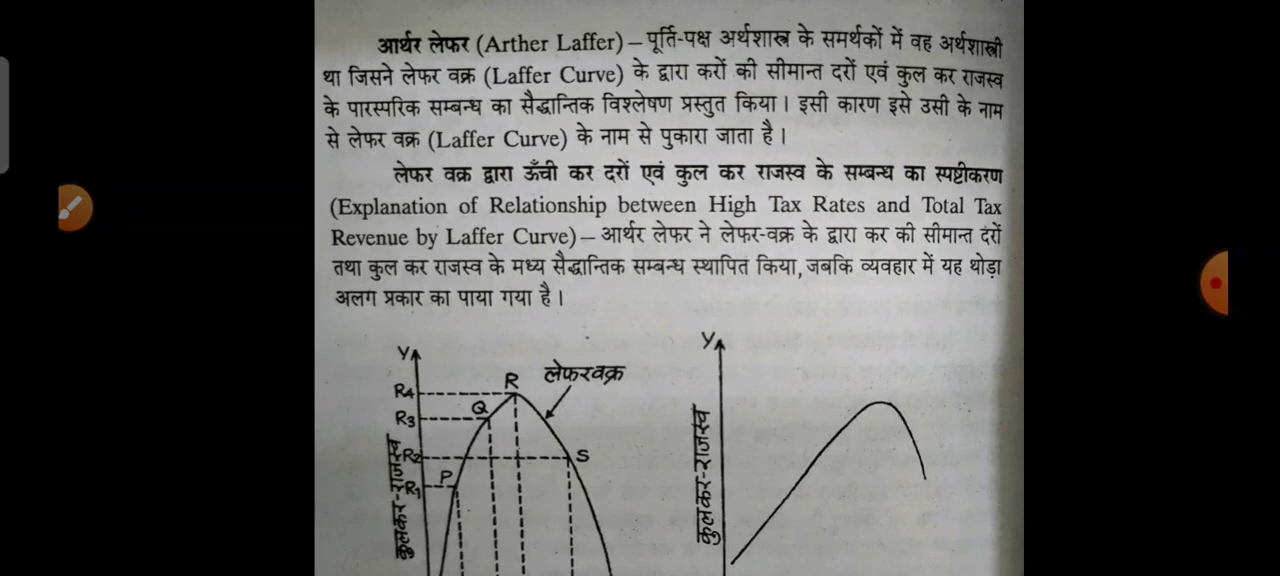 आर्थर लेफर (Arther Laffer) – पूर्ति-पक्ष अर्थशास्त्र के समर्थकों में वह अर्थशास्त्री
था जिसने लेफर वक्र (Laffer Curve) के द्वारा करों की सीमान्त दरों एवं कुल कर राजस्व
के पारस्परिक सम्बन्ध का सैद्धान्तिक विश्लेषण प्रस्तुत किया। इसी कारण इसे उसी के नाम
से लेफर वक्र (Laffer Curve) के नाम से पुकारा जाता है।
लेफर वक्र द्वारा ऊँची कर दरों एवं कुल कर राजस्व के सम्बन्ध का स्पष्टीकरण
(Explanation of Relationship between High Tax Rates and Total Tax
Revenue by Laffer Curve) – आर्थर लेफर ने लेफर-वक्र के द्वारा कर की सीमान्त दरों
तथा कुल कर राजस्व के मध्य सैद्धान्तिक सम्बन्ध स्थापित किया, जबकि व्यवहार में यह थोड़ा
अलग प्रकार का पाया गया है।
Y
R4
R3
R2
R1
कुलकर-राजस्व
P
Q
R
S
लेफरवक्र
Y
कुलकर-राजस्व